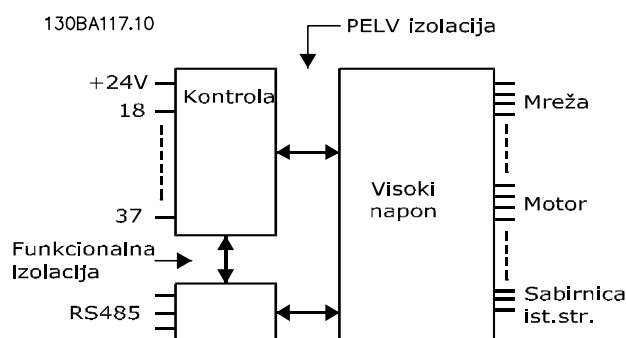 130BA117.10
PELV izolacija
+24V
18
37
Kontrola
Visoki
napon
Mreža
Motor
Sabirnica
ist.str.
Funkcionalna
izolacija
RS485